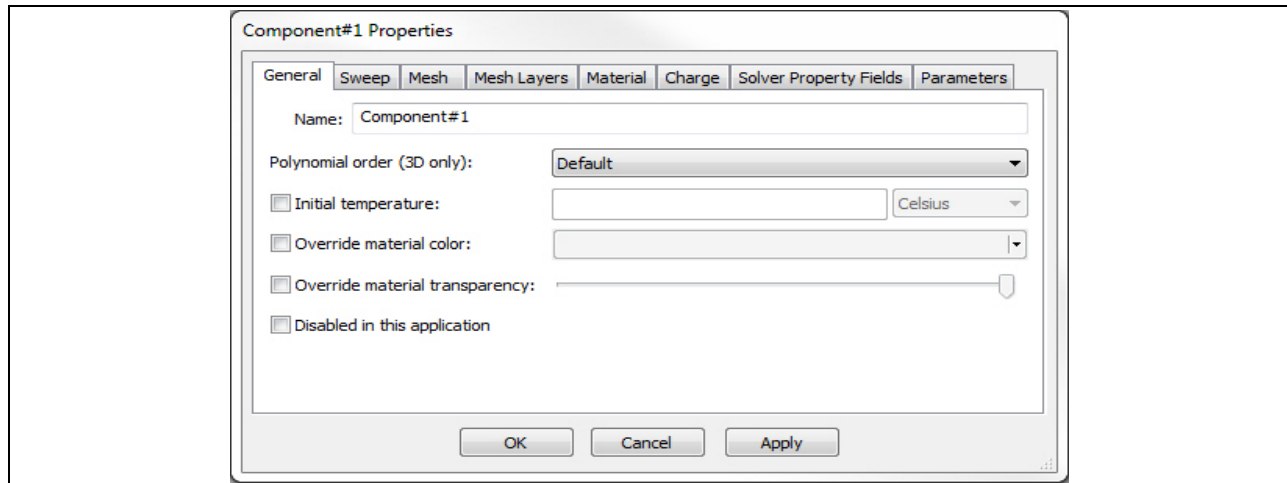 Component#1 Properties
General Sweep Mesh Mesh Layers Material Charge Solver Property Fields Parameters
Name: Component#1
Polynomial order (3D only): Default
Initial temperature: Celsius
Override material color:
Override material transparency:
Disabled in this application
OK Cancel Apply